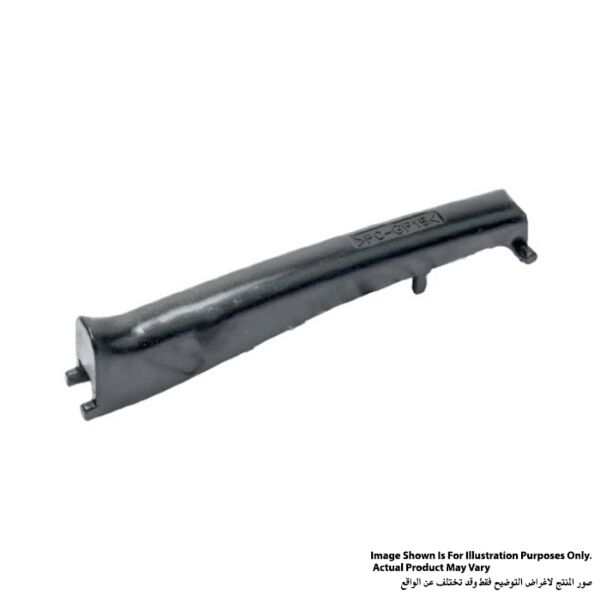 >PC-GF15<
Image Shown Is For Illustration Purposes Only.
Actual Product May Vary
صور المنتج لاغراض التوضيح فقط وقد تختلف عن الواقع